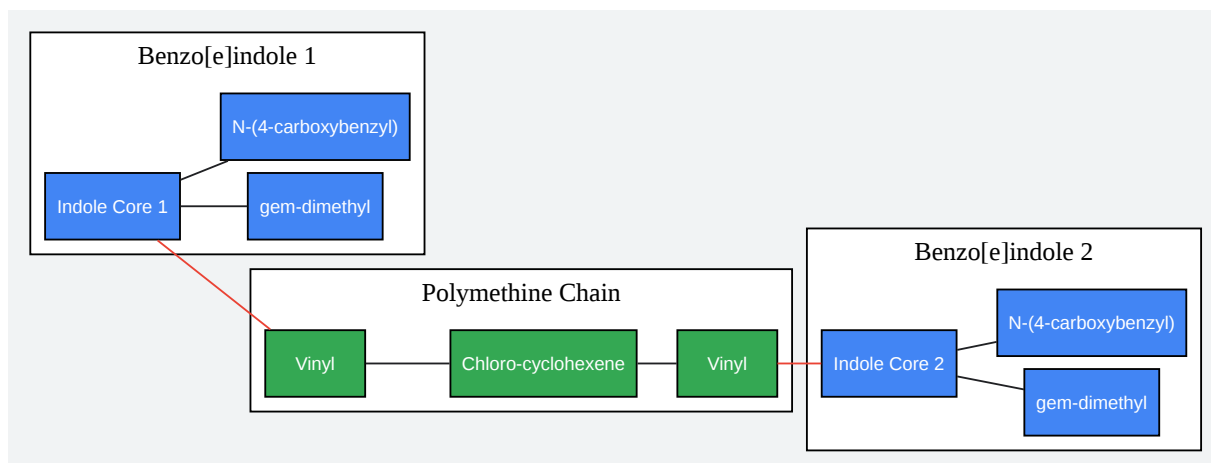 Benzo[e]indole 1
N-(4-carboxybenzyl)
Indole Core 1
gem-dimethyl
Polymethine Chain
Vinyl
Chloro-cyclohexene
Vinyl
Benzo[e]indole 2
N-(4-carboxybenzyl)
Indole Core 2
gem-dimethyl